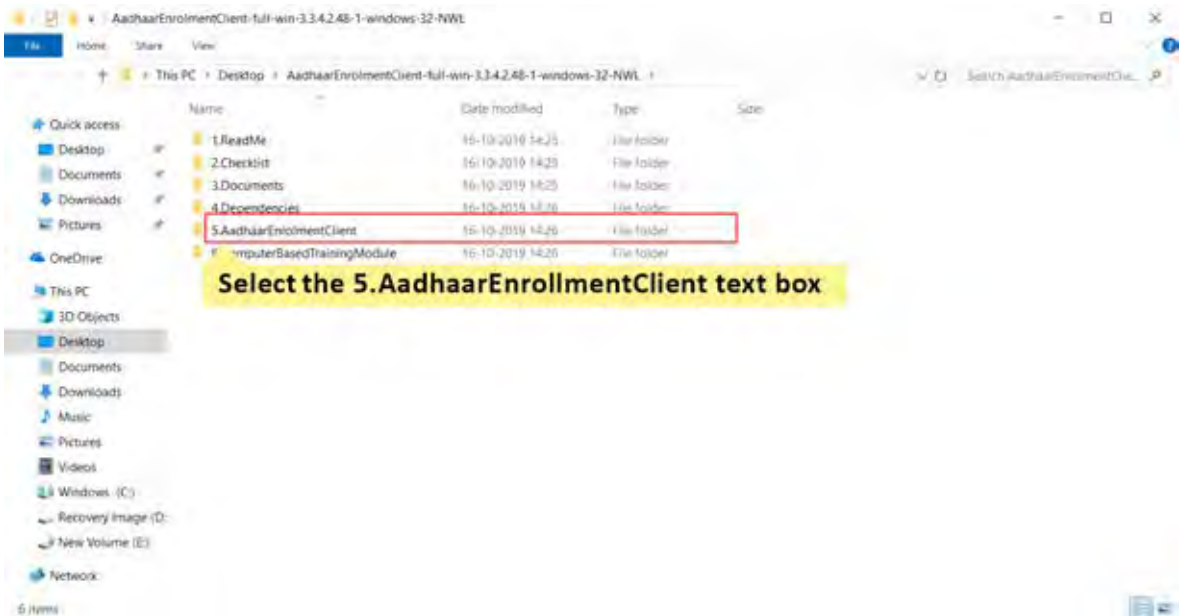 AadhaarEnrolmentClient-full-win-3.3.4.2.48-1-windows-32-NWL
File Home Share View
This PC Desktop AadhaarEnrolmentClient-full-win-3.3.4.2.48-1-windows-32-NWL Search AadhaarEnrolmentClie...
Name Date modified Type Size
Quick access
Desktop
Documents
Downloads
Pictures
OneDrive
This PC
3D Objects
Desktop
Documents
Downloads
Music
Pictures
Videos
Windows (C:)
Recovery Image (D:
New Volume (E:)
Network
1.ReadMe 16-10-2019 14:25 File folder
2.Checklist 16-10-2019 14:25 File folder
3.Documents 16-10-2019 14:25 File folder
4.Dependencies 16-10-2019 14:26 File folder
5.AadhaarEnrolmentClient 16-10-2019 14:26 File folder
mputerBasedTrainingModule 16-10-2019 14:26 File folder
Select the 5.AadhaarEnrollmentClient text box
6 items